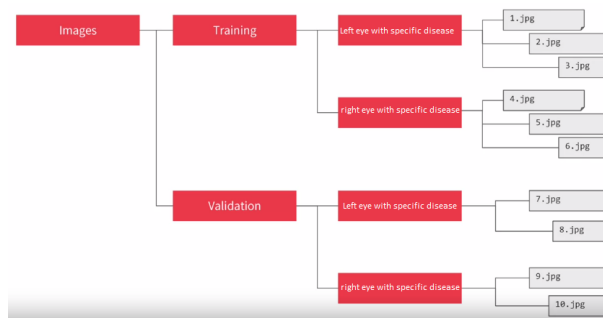 Images
Training
Left eye with specific disease
1.jpg
2.jpg
3.jpg
right eye with specific disease
4.jpg
5.jpg
6.jpg
Validation
Left eye with specific disease
7.jpg
8.jpg
right eye with specific disease
9.jpg
10.jpg